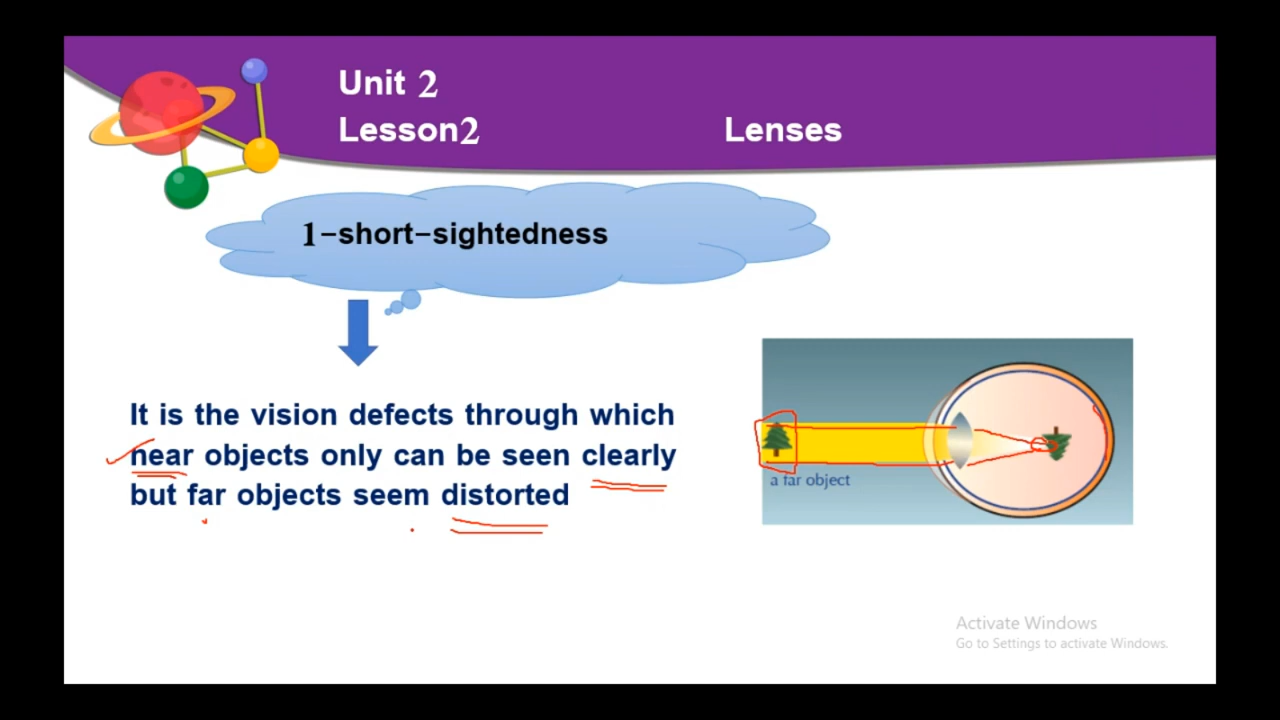 Unit 2
Lesson2 Lenses
1-short-sightedness
It is the vision defects through which
near objects only can be seen clearly
but far objects seem distorted
a far object
Activate Windows
Go to Settings to activate Windows.